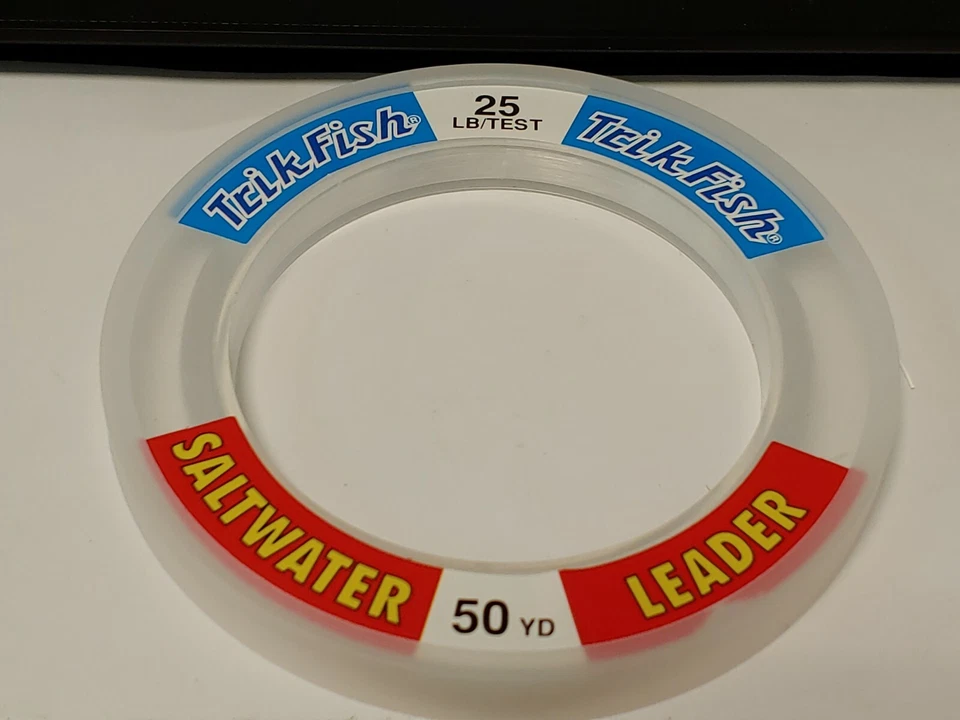 TrikFish®
25
LB/TEST
TrikFish®
SALTWATER
50 YD
LEADER